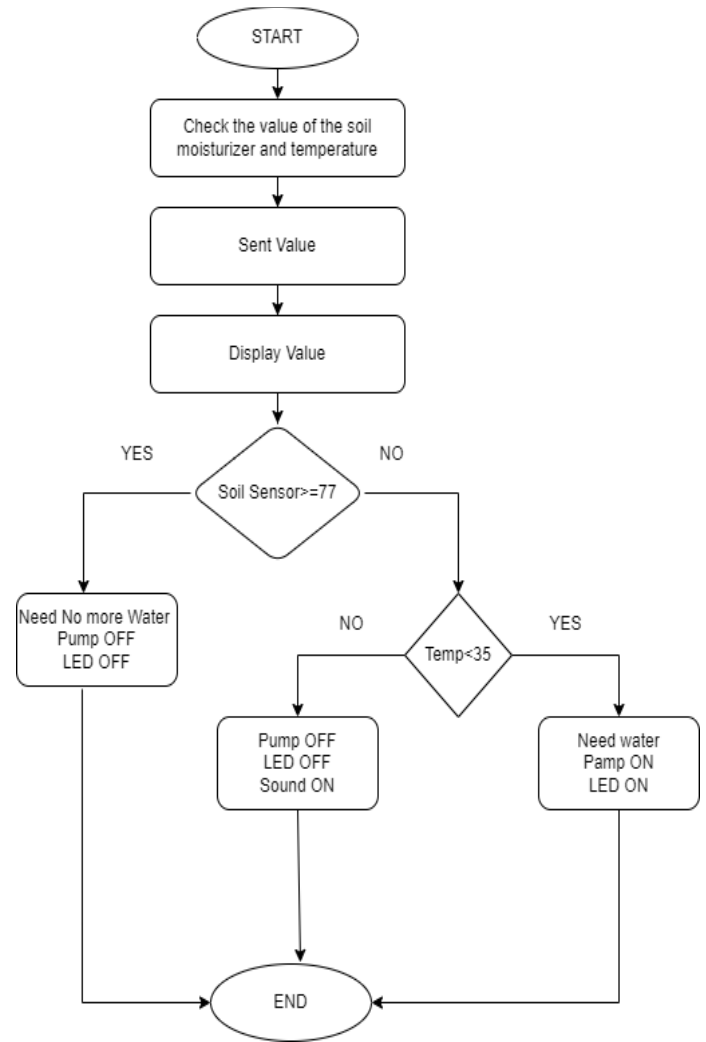 START
Check the value of the soil
moisturizer and temperature
Sent Value
Display Value
YES
NO
Soil Sensor>=77
Need No more Water
Pump OFF
LED OFF
NO
YES
Temp<35
Pump OFF
LED OFF
Sound ON
Need water
Pamp ON
LED ON
END